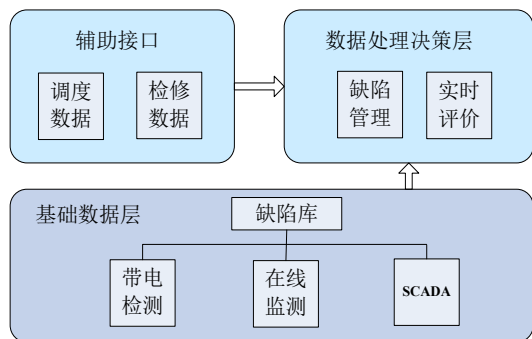 辅助接口
调度
数据
检修
数据
数据处理决策层
缺陷
管理
实时
评价
基础数据层
缺陷库
带电
检测
在线
监测
SCADA